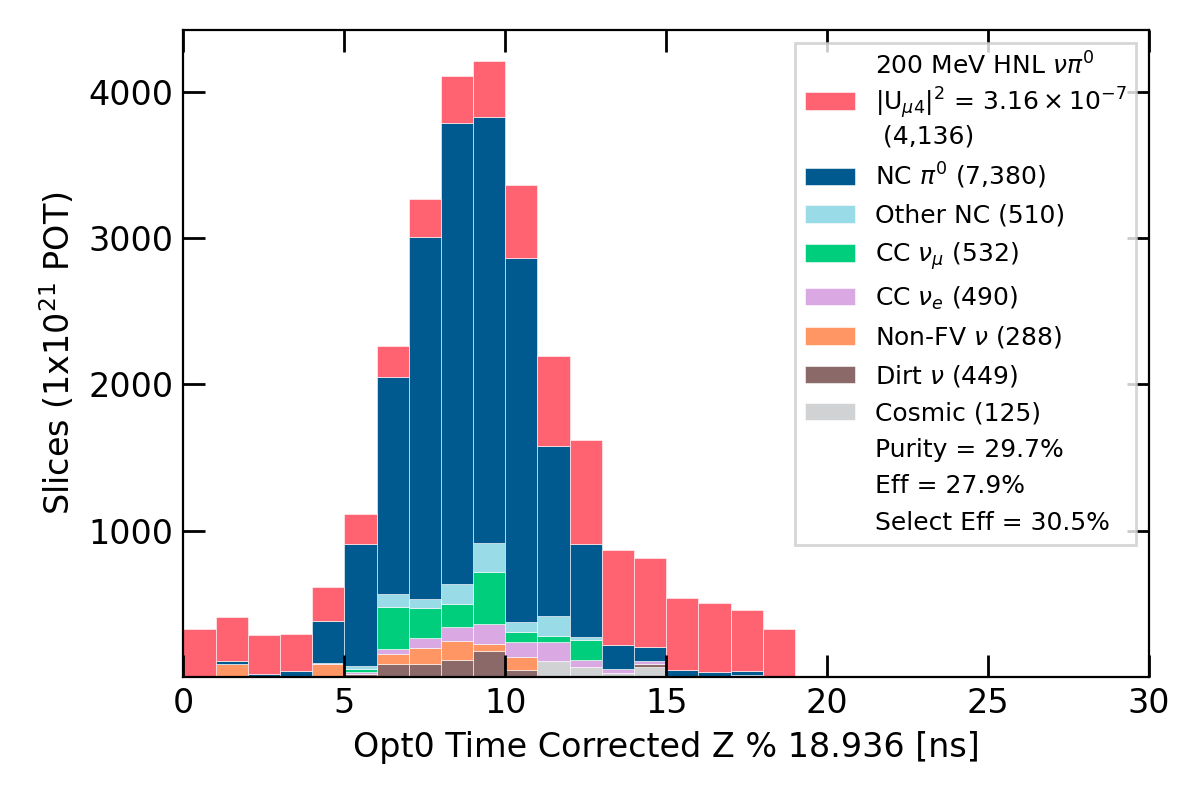 200 MeV HNL νπ⁰
|U_μ4|² = 3.16 × 10⁻⁷
(4,136)
NC π⁰ (7,380)
Other NC (510)
CC ν_μ (532)
CC ν_e (490)
Non-FV ν (288)
Dirt ν (449)
Cosmic (125)
Purity = 29.7%
Eff = 27.9%
Select Eff = 30.5%
Slices (1x10²¹ POT)
4000
3000
2000
1000
0 5 10 15 20 25 30
Opt0 Time Corrected Z % 18.936 [ns]